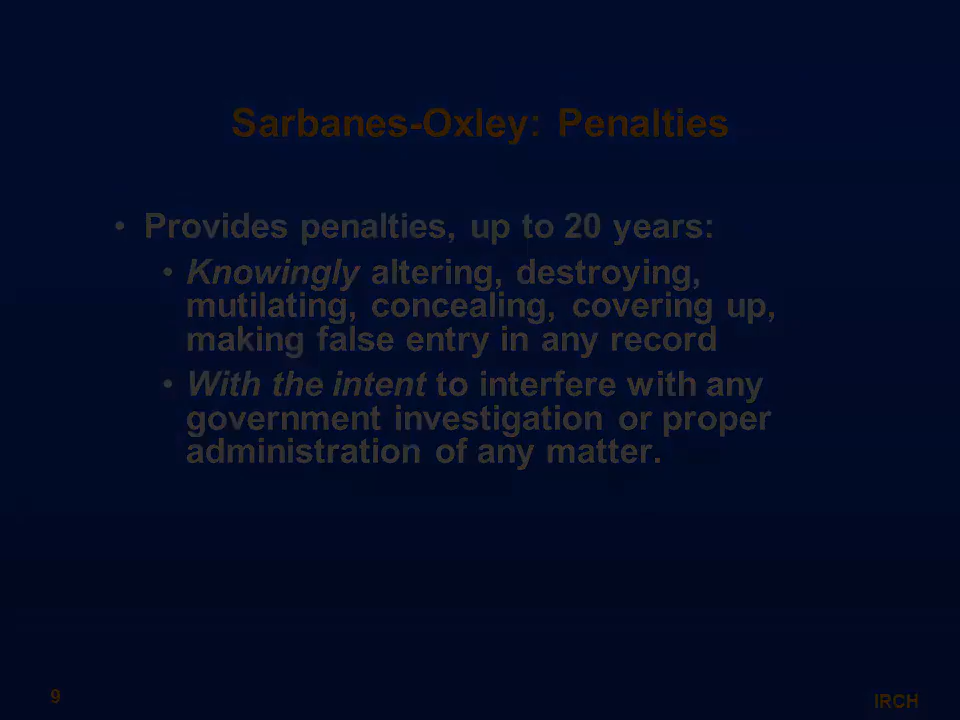 Sarbanes-Oxley: Penalties
• Provides penalties, up to 20 years:
• Knowingly altering, destroying,
mutilating, concealing, covering up,
making false entry in any record
• With the intent to interfere with any
government investigation or proper
administration of any matter.
9
IRCH